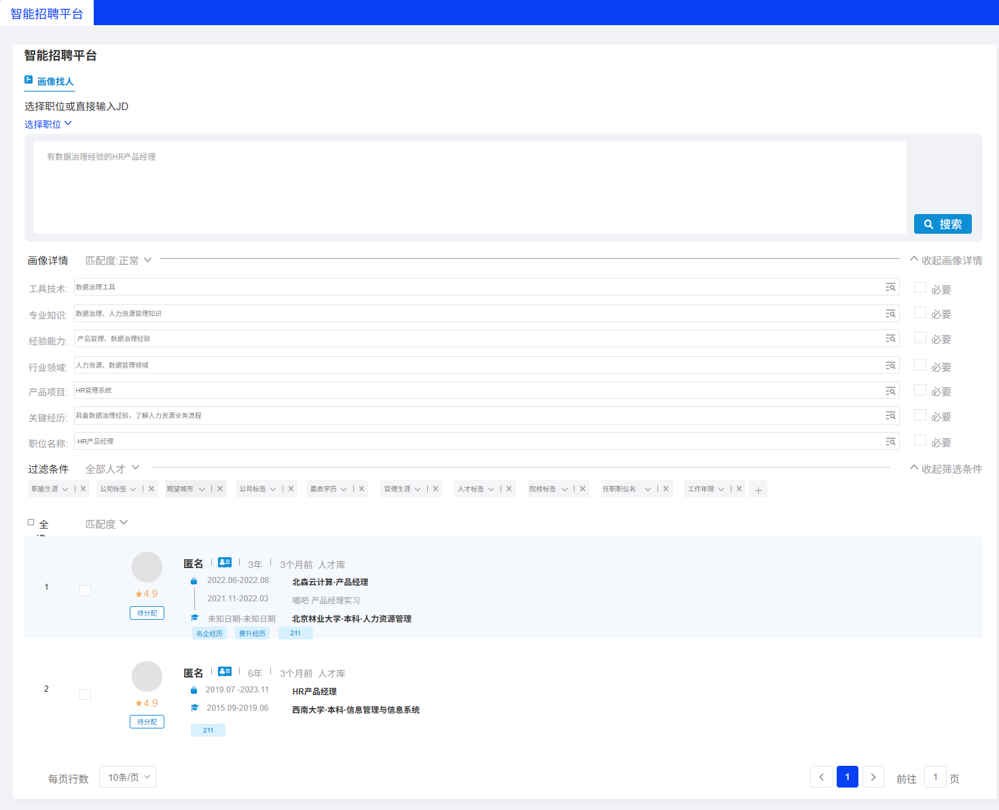 智能招聘平台
智能招聘平台
画像找人
选择职位或直接输入JD
选择职位
有数据治理经验的HR产品经理
搜索
画像详情 匹配度:正常 收起画像详情
工具技术: 数据治理工具 必要
专业知识: 数据治理、人力资源管理知识 必要
经验能力: 产品管理、数据治理经验 必要
行业领域: 人力资源、数据管理领域 必要
产品项目: HR管理系统 必要
关键经历: 具备数据治理经验，了解人力资源业务流程 必要
职位名称: HR产品经理 必要
过滤条件 全部人才 收起筛选条件
职能生涯 公司标签 期望城市 公司标签 最高学历 管理生涯 人才标签 院校标签 任职职位名 工作年限
全 匹配度
匿名 3年 3个月前 人才库
2022.06-2022.08 北森云计算·产品经理
1
4.9
2021.11-2022.03 唱吧·产品经理实习
待分配
未知日期-未知日期 北京林业大学·本科·人力资源管理
名企经历 晋升经历 211
匿名 6年 3个月前 人才库
2 2019.07 -2023.11 HR产品经理
4.9
2015.09-2019.06 西南大学·本科·信息管理与信息系统
待分配
211
每页行数 10条/页 1 前往 1 页